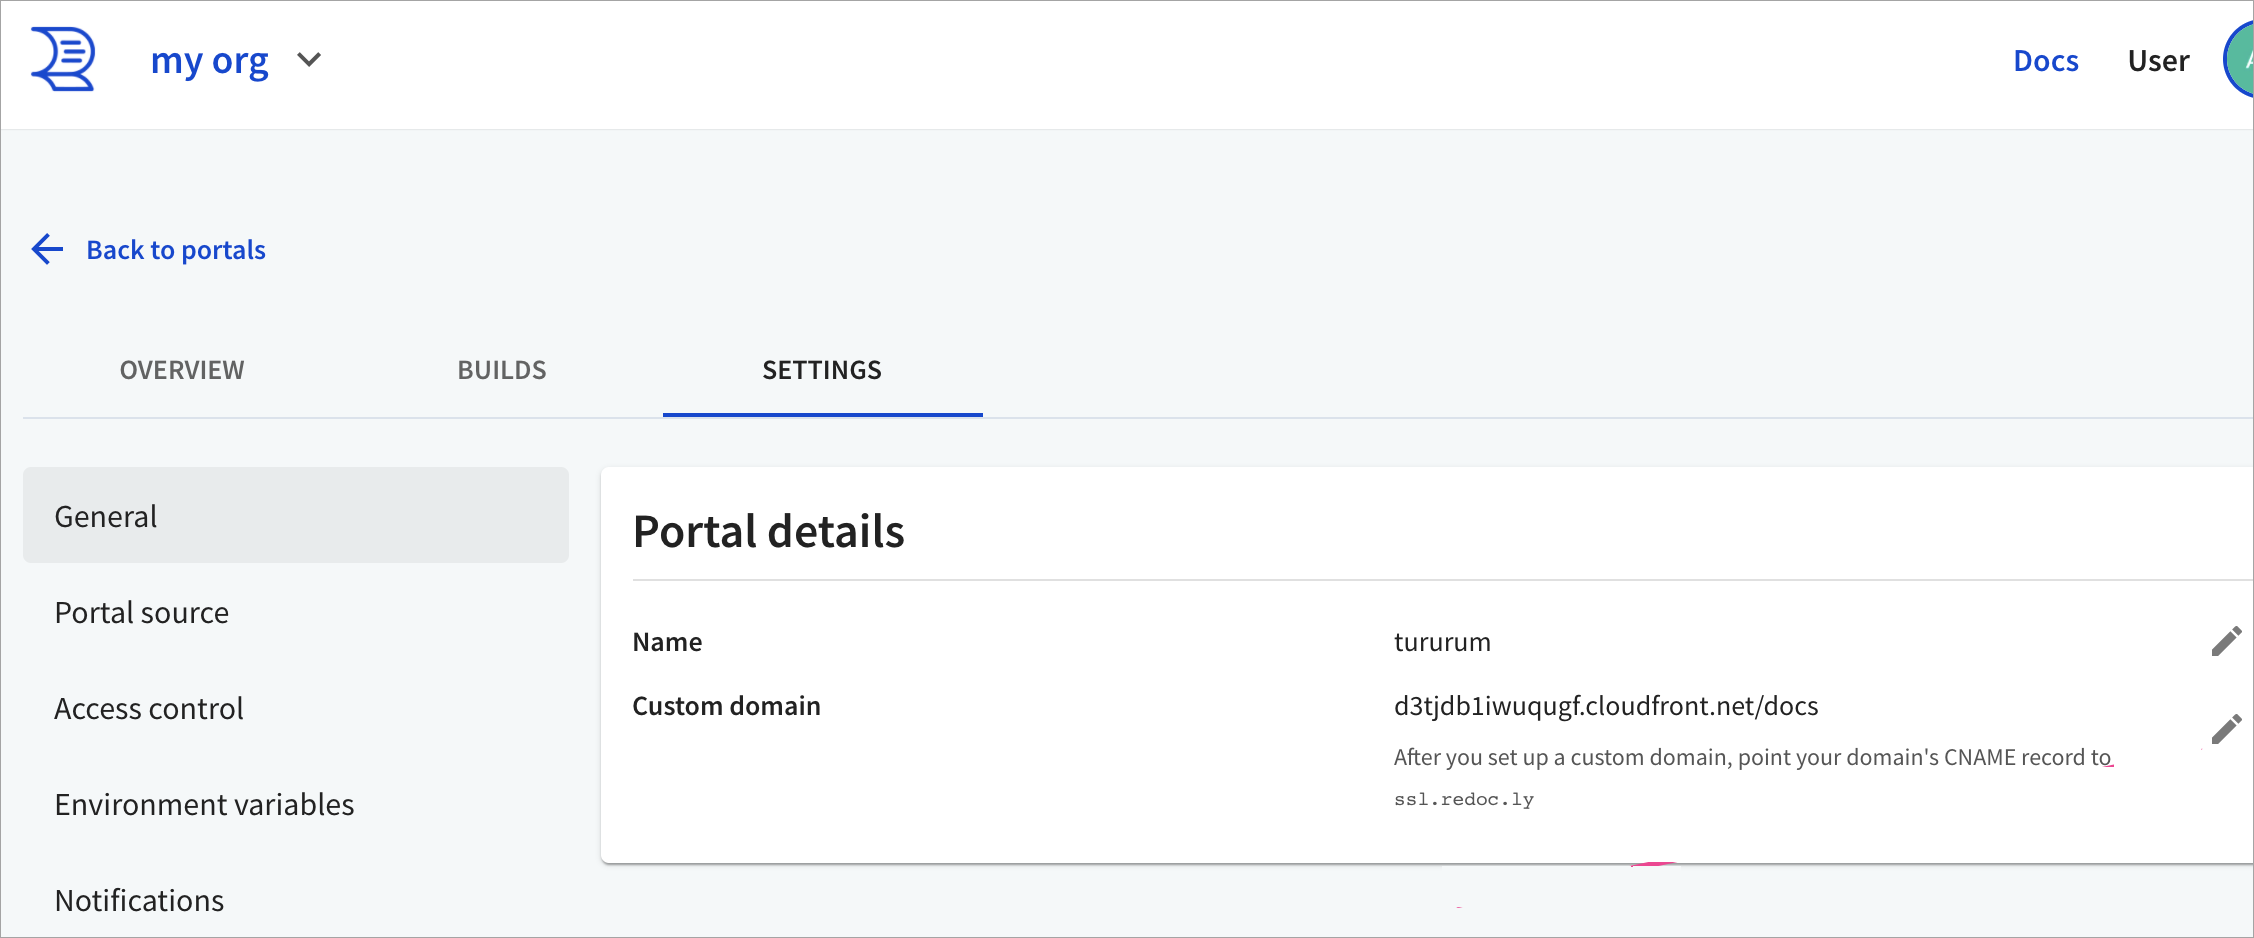 my org
Docs
User
Back to portals
OVERVIEW
BUILDS
SETTINGS
General
Portal source
Access control
Environment variables
Notifications
Portal details
Name
tururum
Custom domain
d3tjdb1iwuqugf.cloudfront.net/docs
After you set up a custom domain, point your domain's CNAME record to
ssl.redoc.ly